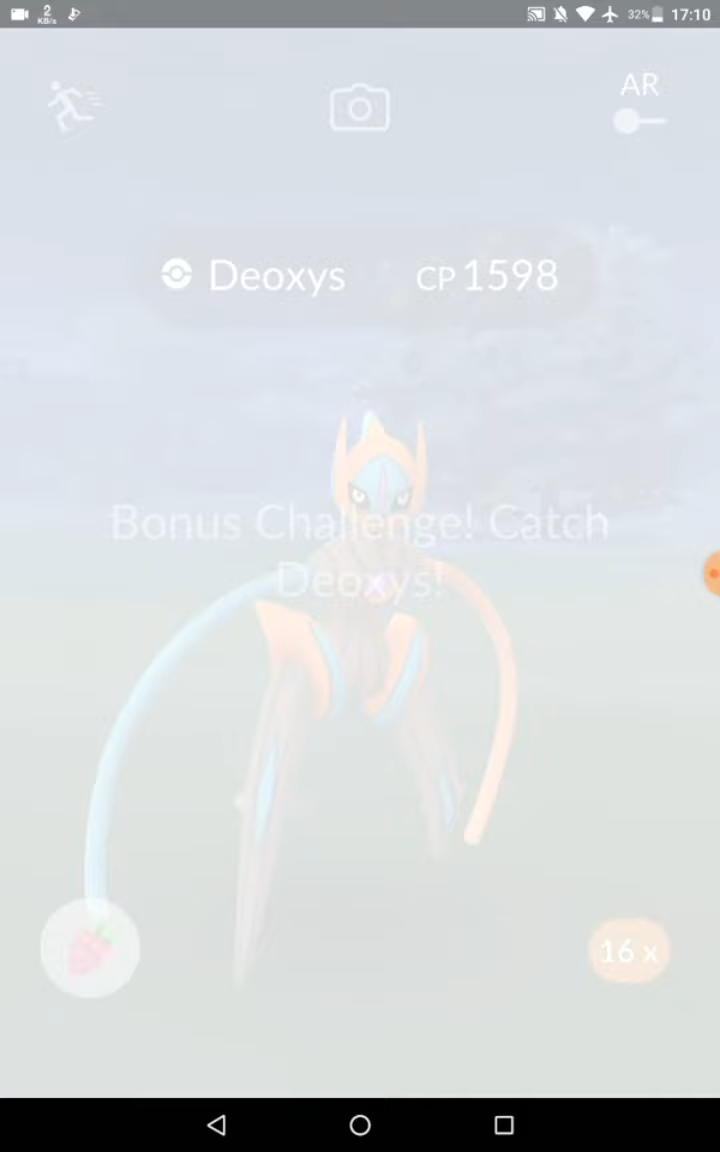 2 KB/s 32% 17:10
AR
Deoxys CP 1598
Bonus Challenge! Catch
Deoxys!
16 x